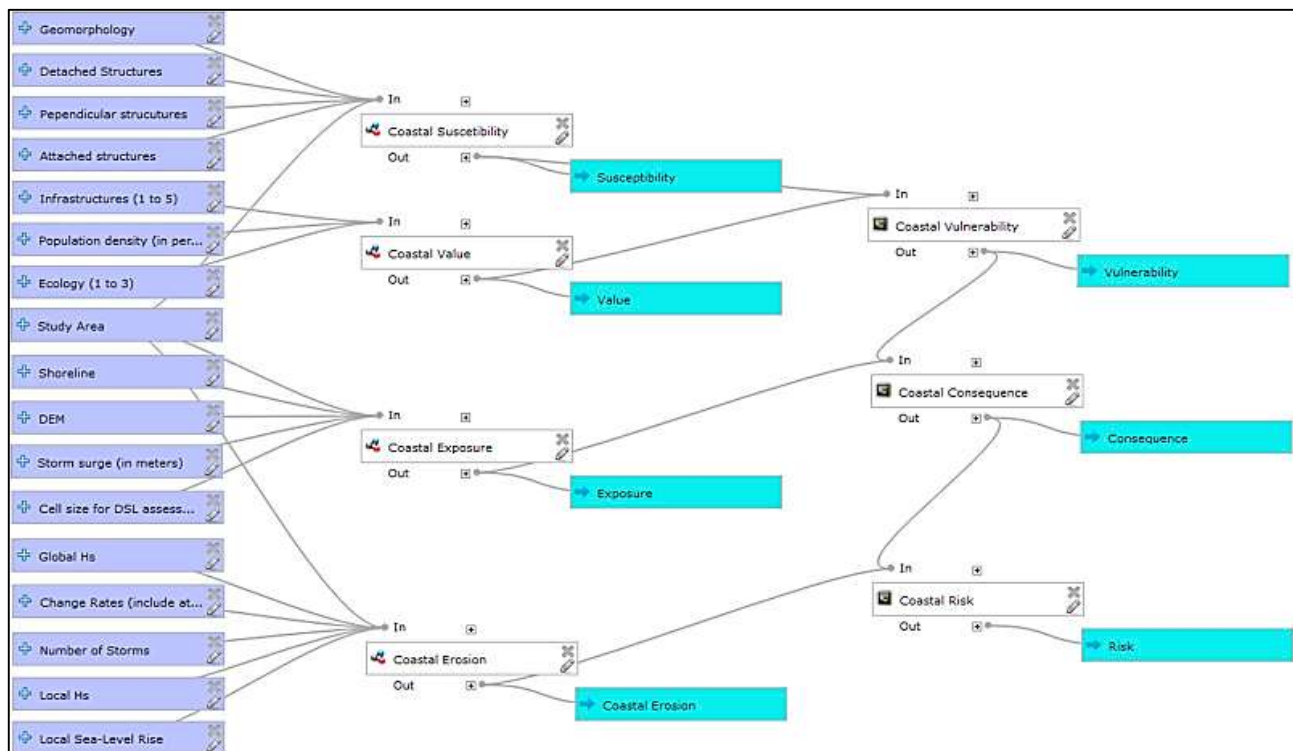 Geomorphology
Detached Structures
Pependicular strucutures
Attached structures
Infrastructures (1 to 5)
Population density (in per...
Ecology (1 to 3)
Study Area
Shoreline
DEM
Storm surge (in meters)
Cell size for DSL assess...
Global Hs
Change Rates (include at...
Number of Storms
Local Hs
Local Sea-Level Rise
In
Coastal Suscetibility
Out
Susceptibility
In
Coastal Value
Out
Value
In
Coastal Exposure
Out
Exposure
In
Coastal Erosion
Out
Coastal Erosion
In
Coastal Vulnerability
Out
Vulnerability
In
Coastal Consequence
Out
Consequence
In
Coastal Risk
Out
Risk